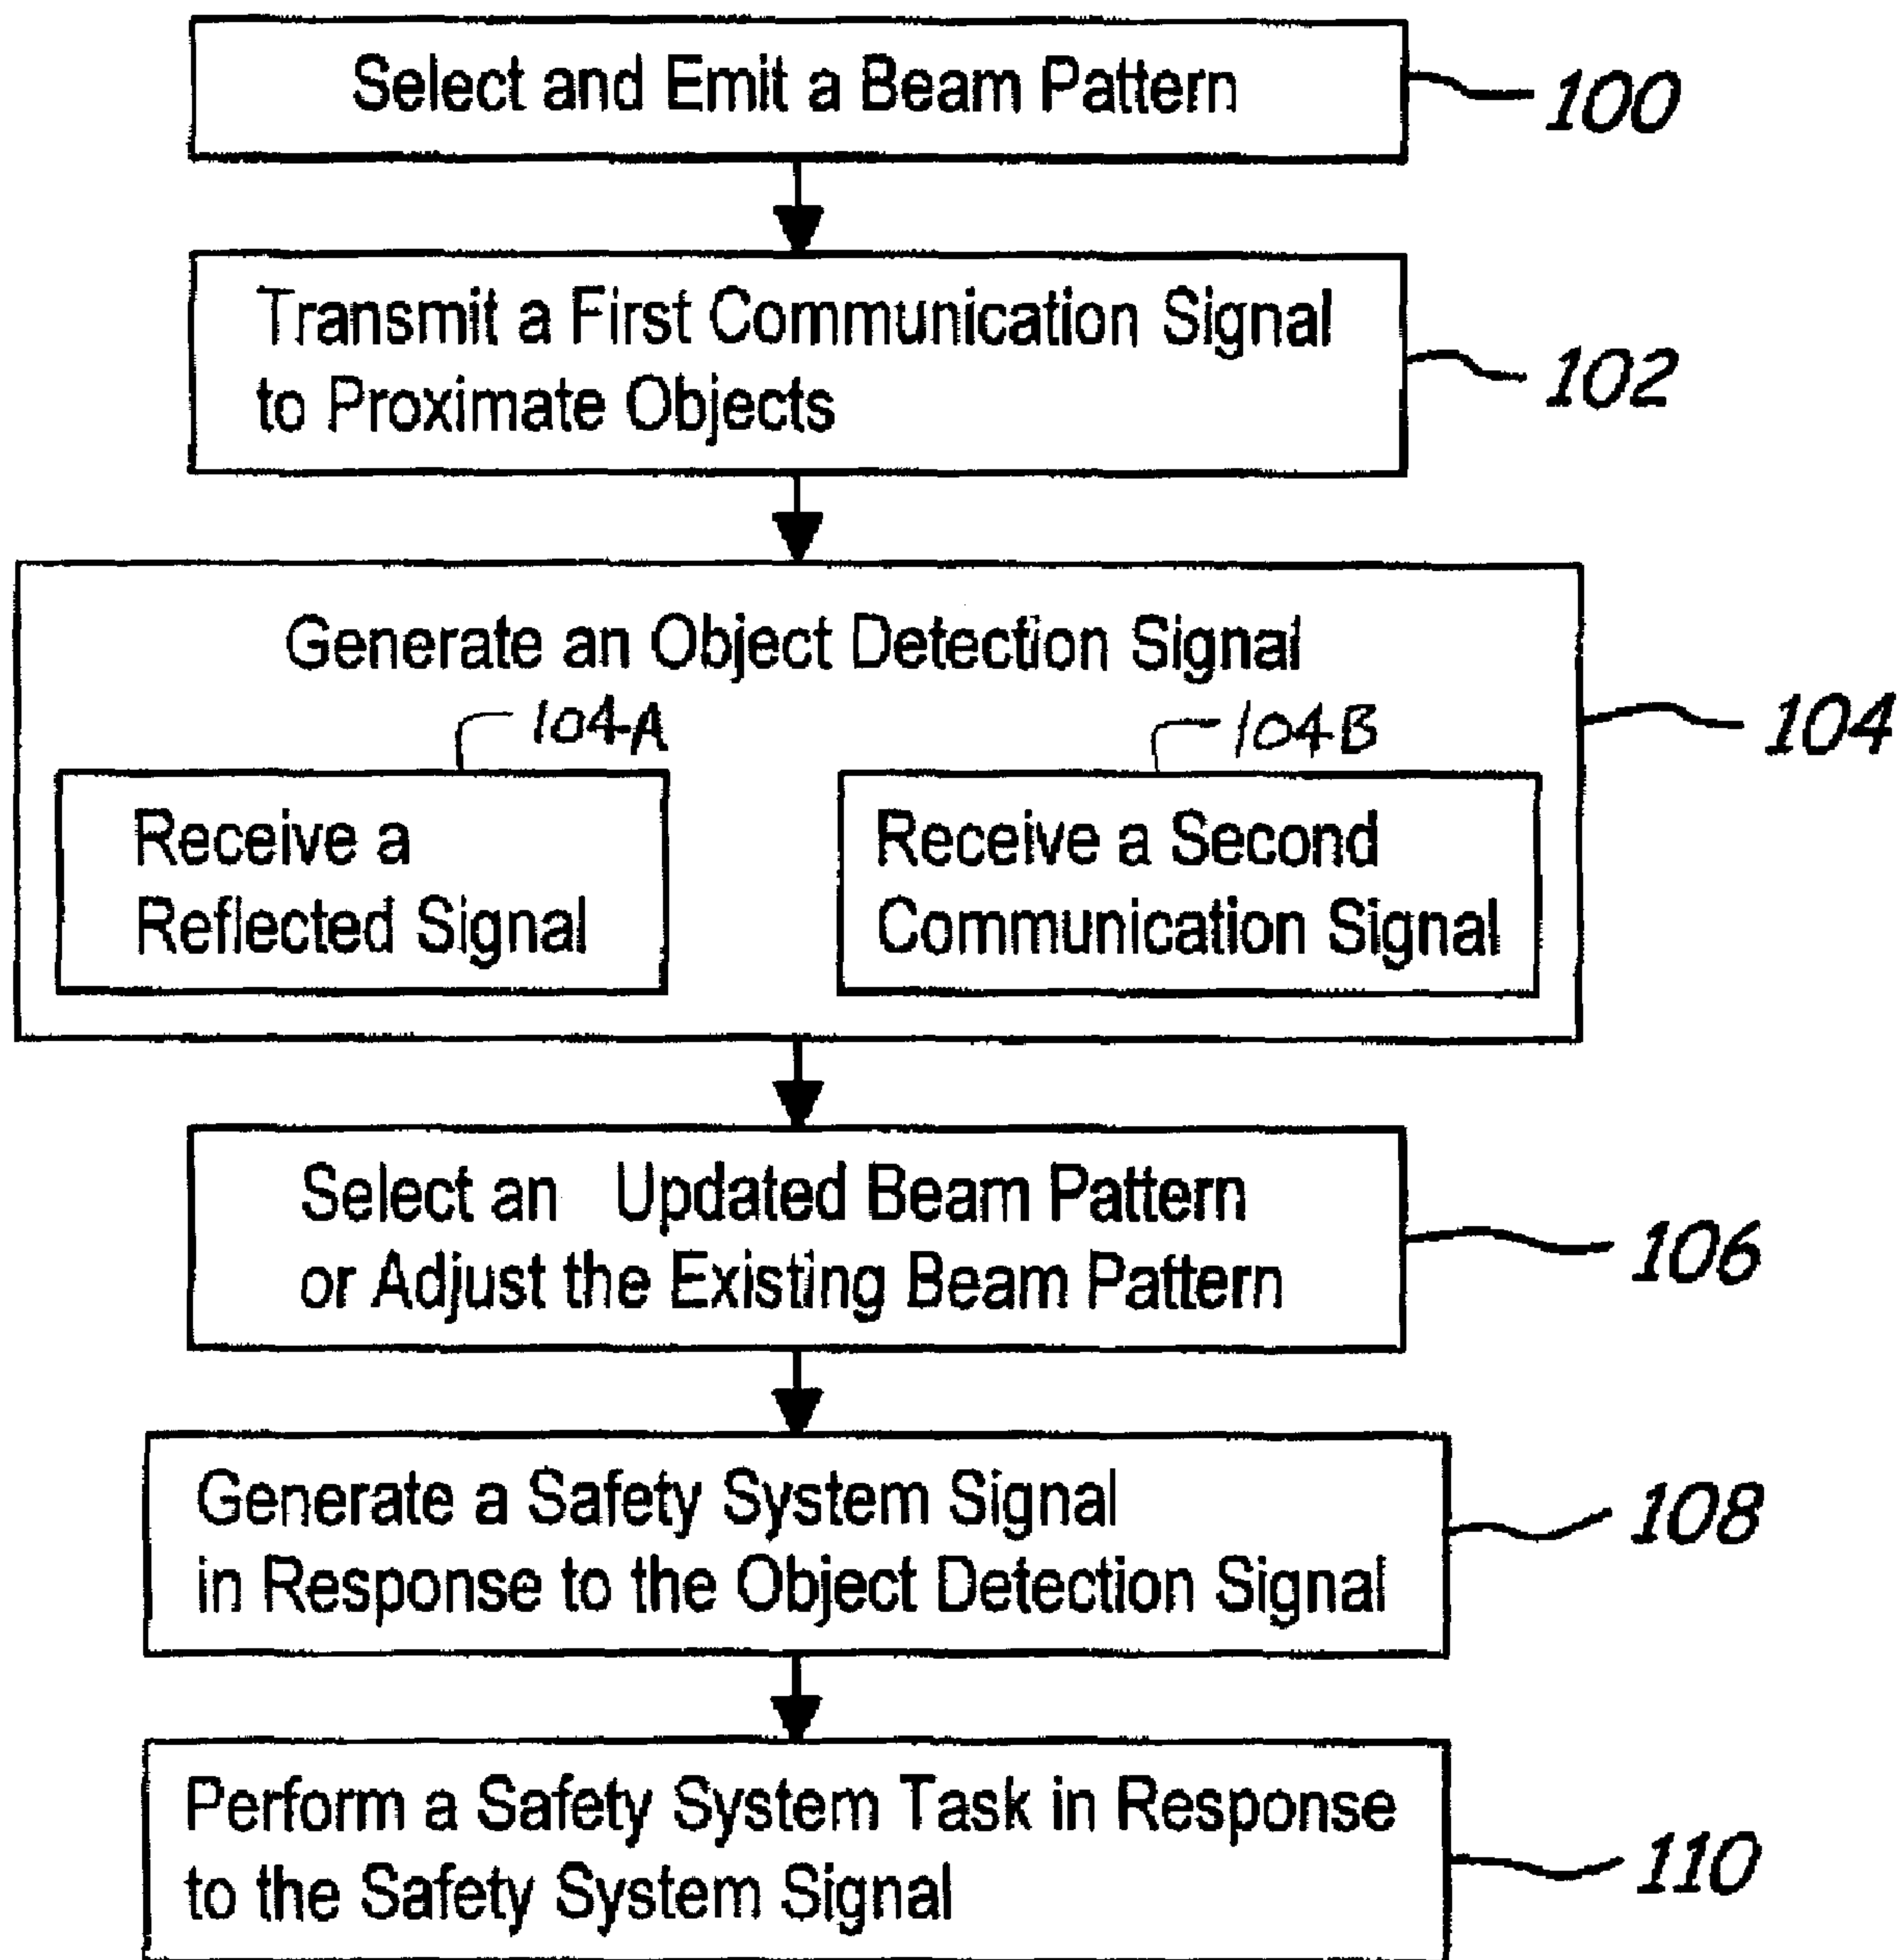 Select and Emit a Beam Pattern
100
Transmit a First Communication Signal
to Proximate Objects
102
Generate an Object Detection Signal
104
104A
104B
Receive a
Reflected Signal
Receive a Second
Communication Signal
Select an Updated Beam Pattern
or Adjust the Existing Beam Pattern
106
Generate a Safety System Signal
in Response to the Object Detection Signal
108
Perform a Safety System Task in Response
to the Safety System Signal
110